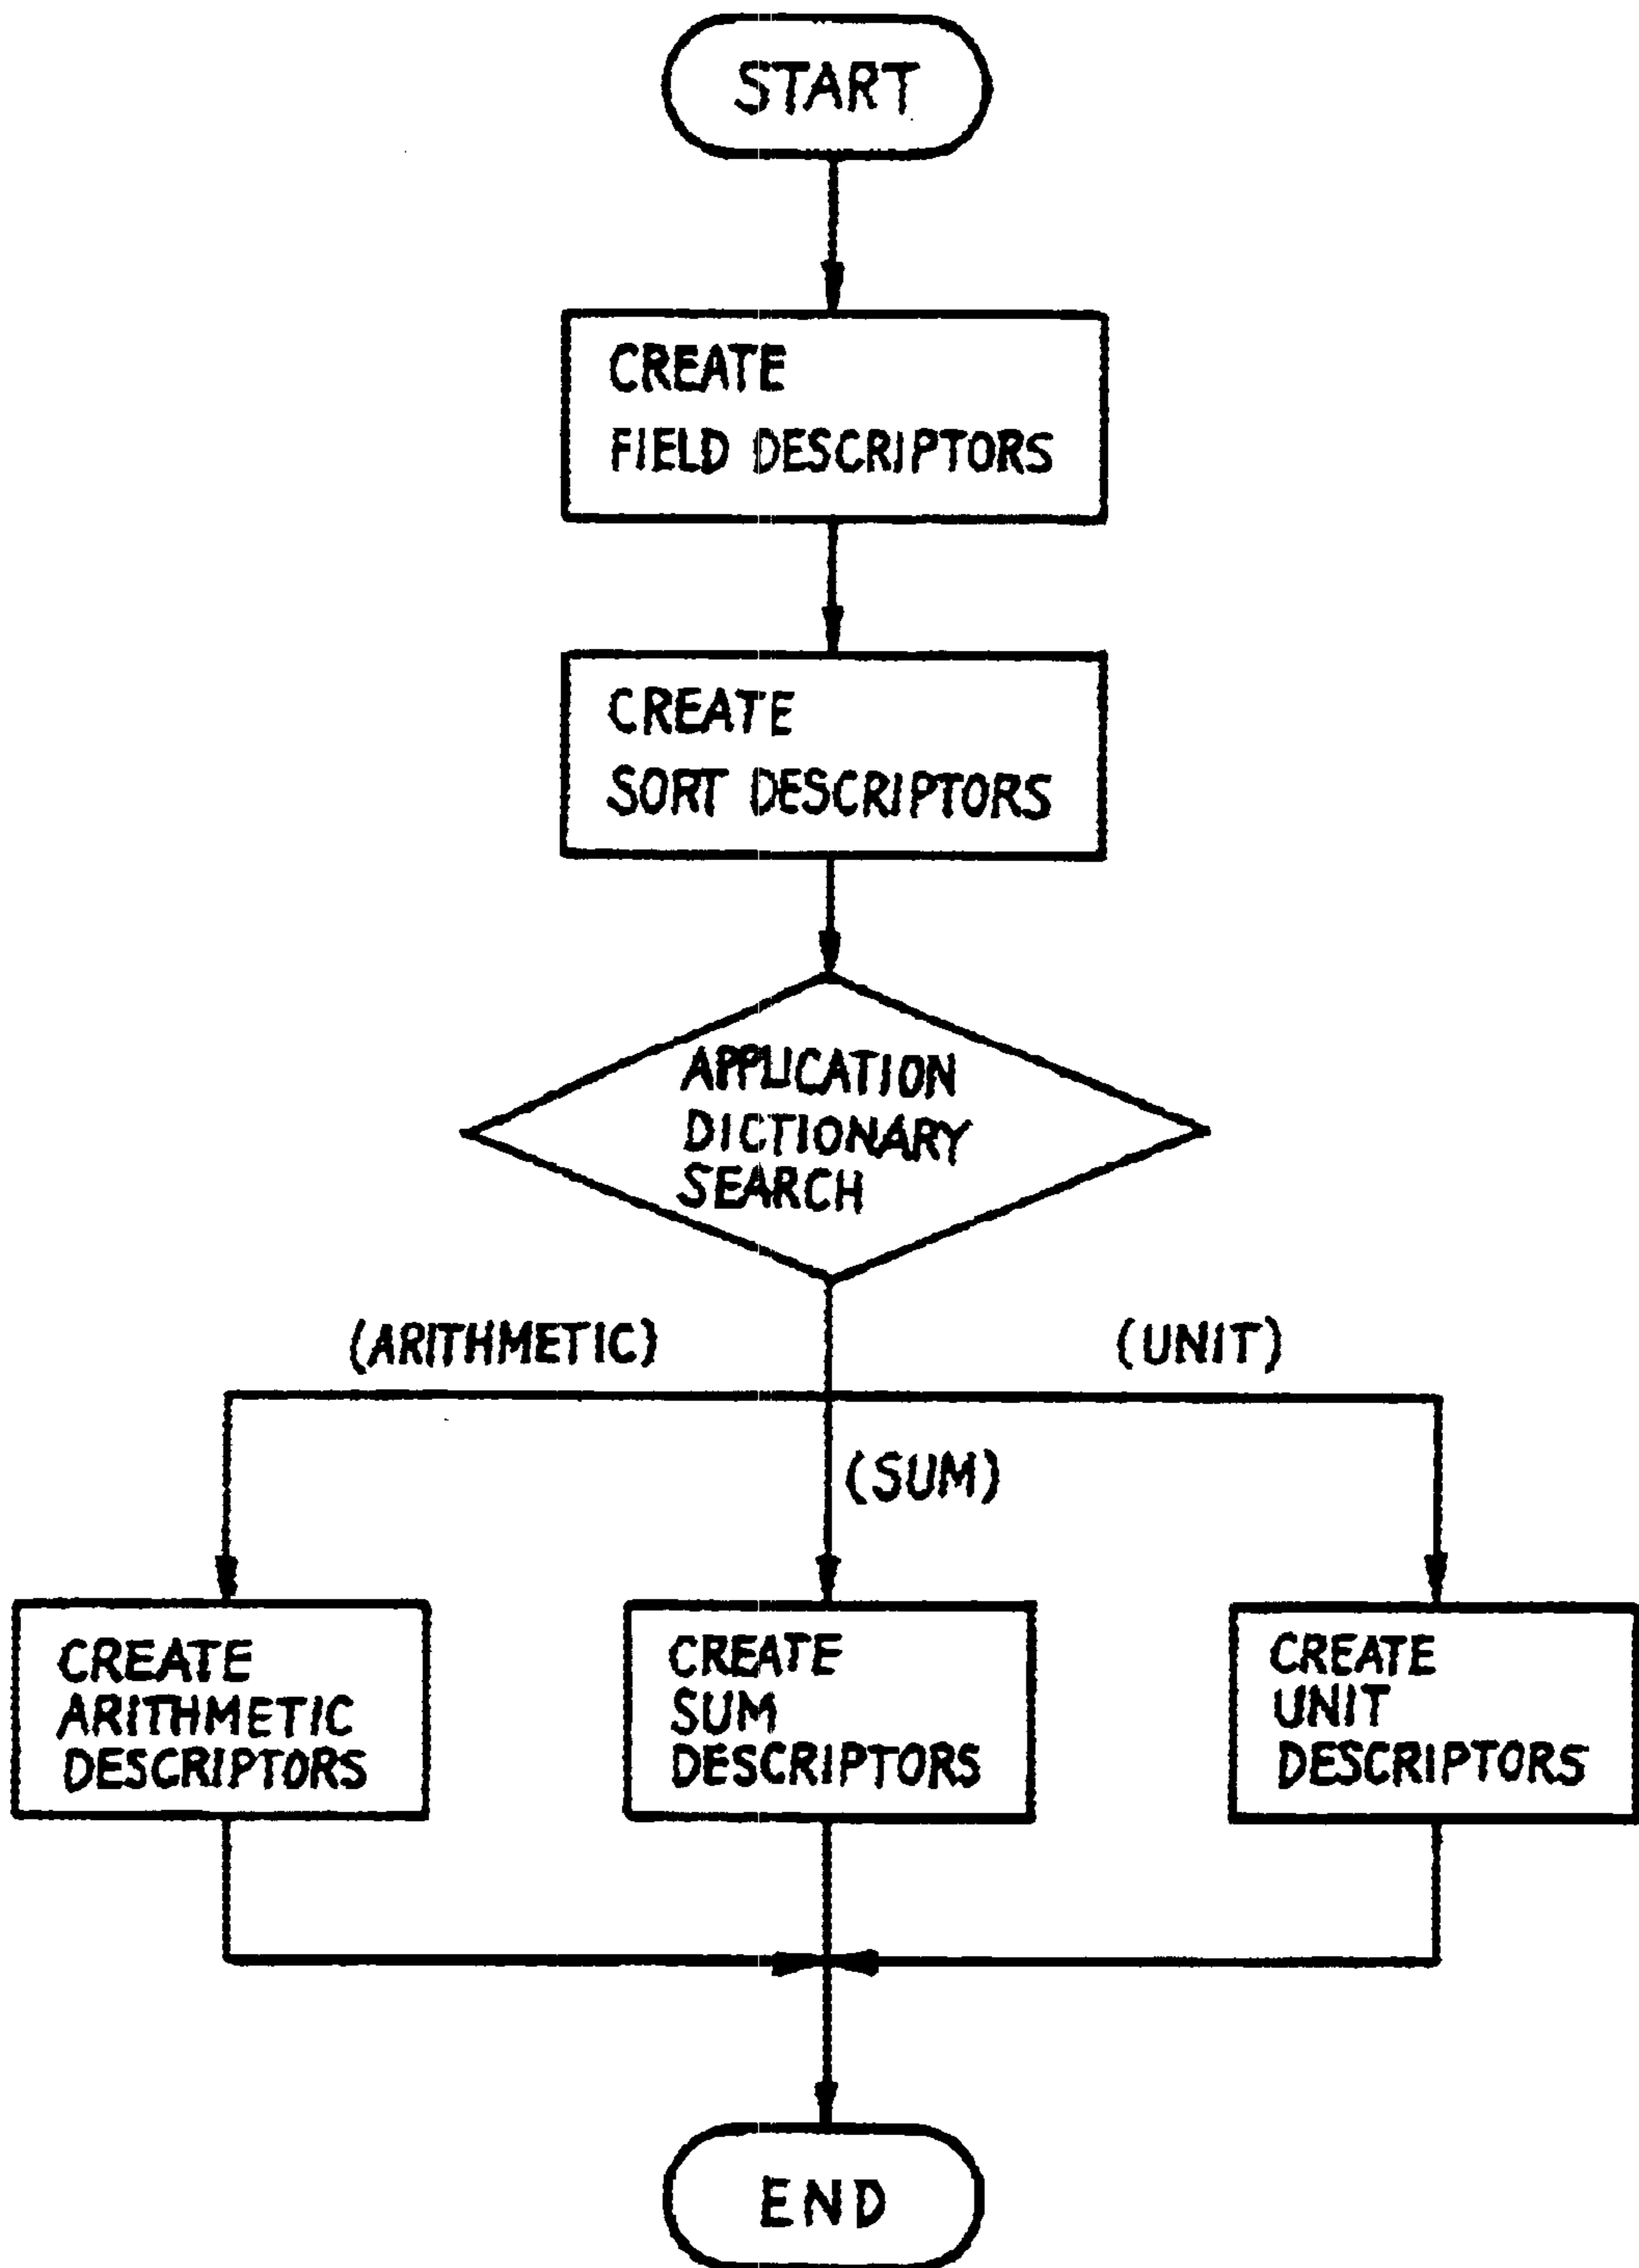 START
CREATE
FIELD DESCRIPTORS
CREATE
SORT DESCRIPTORS
APPLICATION
DICTIONARY
SEARCH
(ARITHMETIC)
(UNIT)
(SUM)
CREATE
ARITHMETIC
DESCRIPTORS
CREATE
SUM
DESCRIPTORS
CREATE
UNIT
DESCRIPTORS
END